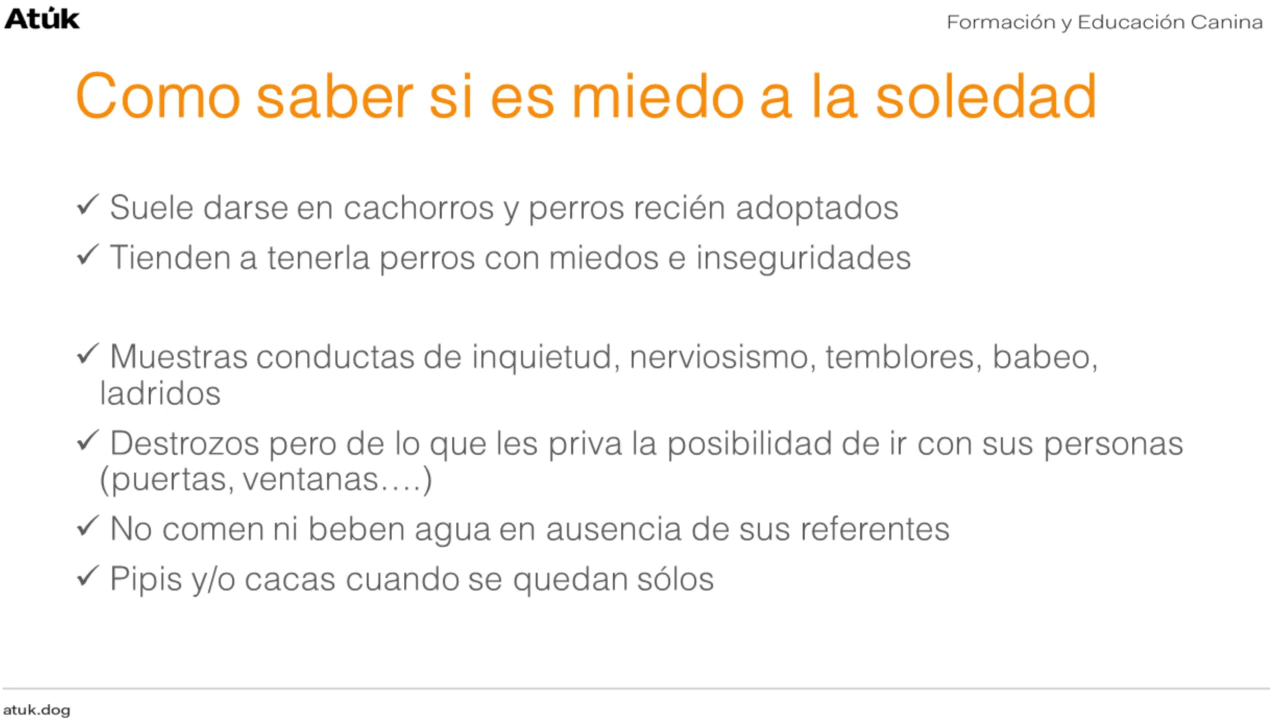 Atúk
Formación y Educación Canina
Como saber si es miedo a la soledad
✓ Suele darse en cachorros y perros recién adoptados
✓ Tienden a tenerla perros con miedos e inseguridades
✓ Muestras conductas de inquietud, nerviosismo, temblores, babeo,
ladridos
✓ Destrozos pero de lo que les priva la posibilidad de ir con sus personas
(puertas, ventanas….)
✓ No comen ni beben agua en ausencia de sus referentes
✓ Pipis y/o cacas cuando se quedan sólos
atuk.dog